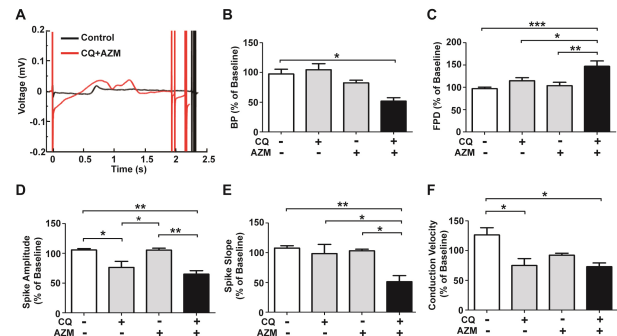 A
Control
CQ+AZM
Voltage (mV)
0.2
0.1
0
-0.1
-0.2
0 0.5 1 1.5 2 2.5
Time (s)
B
BP (% of Baseline)
150
100
50
0
*
CQ - + - +
AZM - - + +
C
FPD (% of Baseline)
200
150
100
50
0
***
*
**
CQ - + - +
AZM - - + +
D
Spike Amplitude
(% of Baseline)
150
100
50
0
**
*
* **
CQ - + - +
AZM - - + +
E
Spike Slope
(% of Baseline)
150
100
50
0
**
*
*
CQ - + - +
AZM - - + +
F
Conduction Velocity
(% of Baseline)
150
100
50
0
*
*
CQ - + - +
AZM - - + +